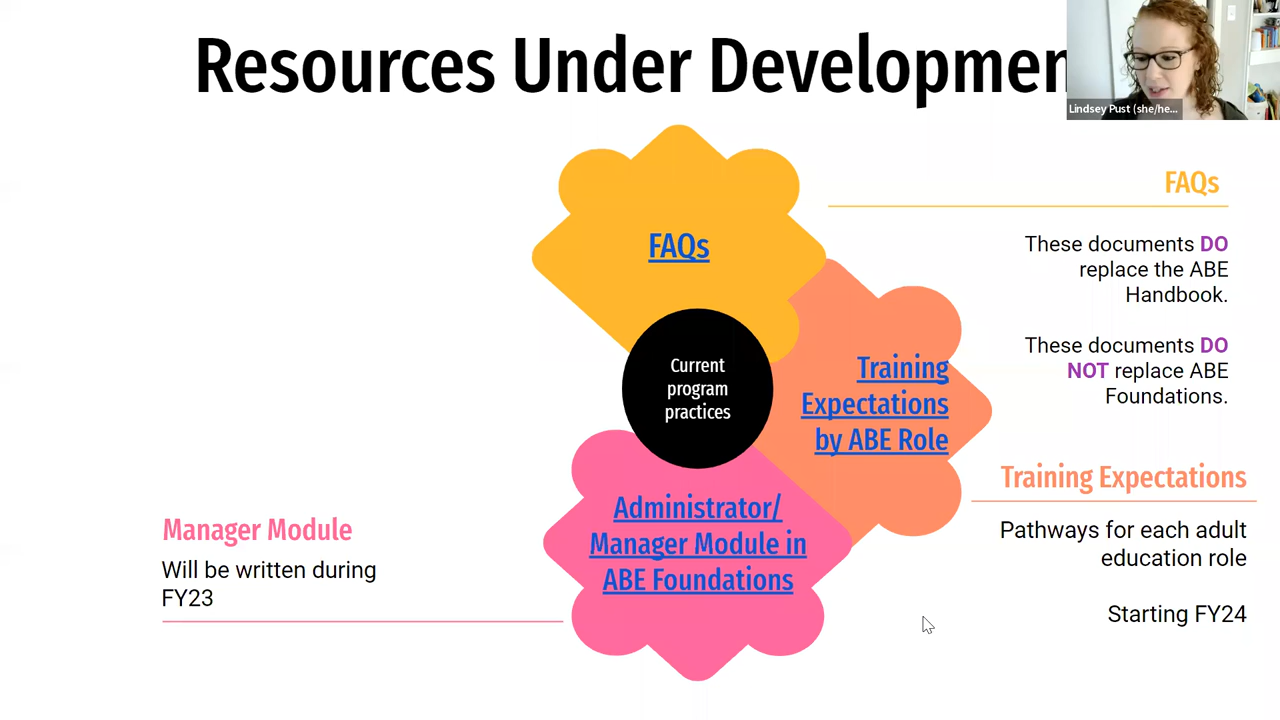 Resources Under Developmen
Lindsey Pust (she/he...
FAQs
FAQs
These documents DO
replace the ABE
Handbook.
These documents DO
NOT replace ABE
Foundations.
Current
program
practices
Training
Expectations
by ABE Role
Training Expectations
Pathways for each adult
education role
Starting FY24
Administrator/
Manager Module in
ABE Foundations
Manager Module
Will be written during
FY23